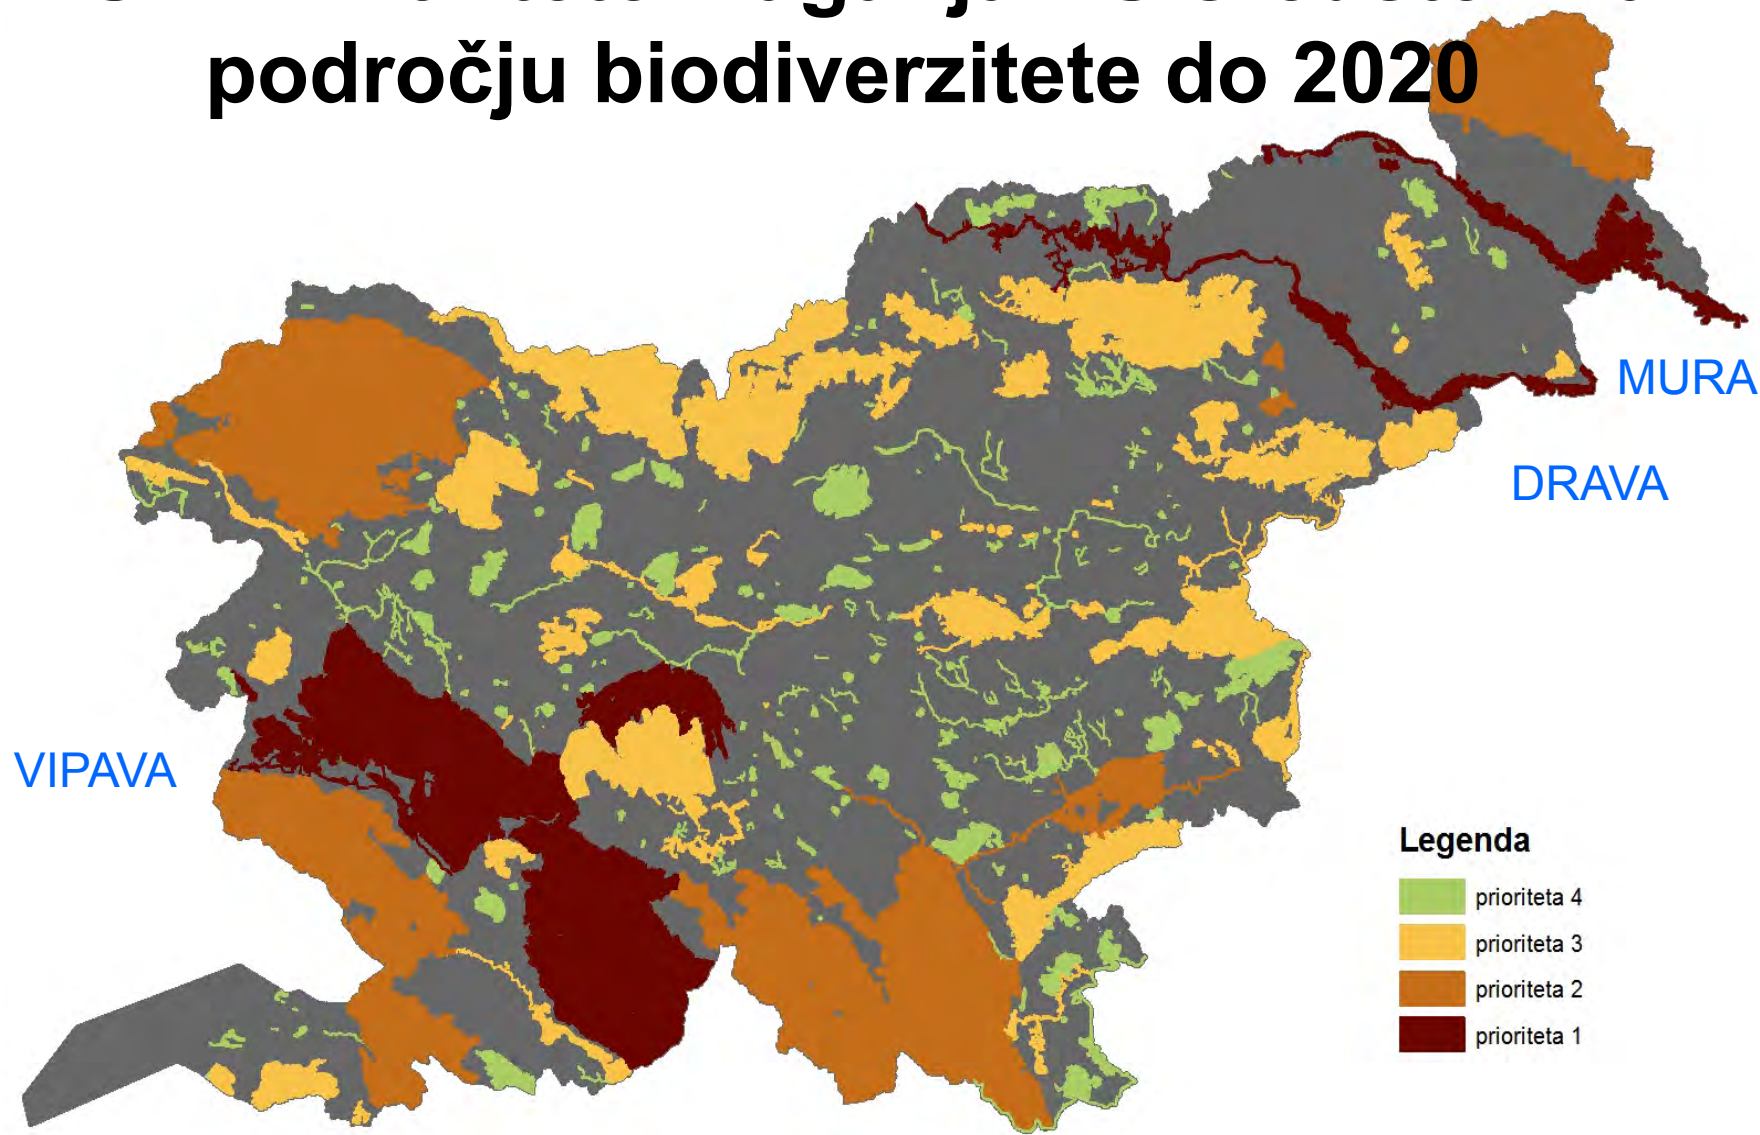 področju biodiverzitete do 2020
MURA
DRAVA
VIPAVA
Legenda
prioriteta 4
prioriteta 3
prioriteta 2
prioriteta 1